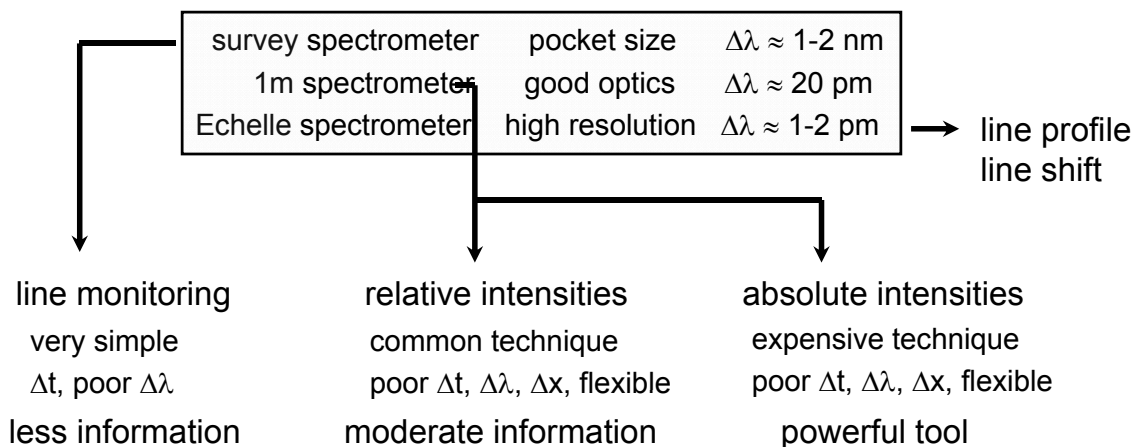 survey spectrometer pocket size Δλ ≈ 1-2 nm
1m spectrometer good optics Δλ ≈ 20 pm
Echelle spectrometer high resolution Δλ ≈ 1-2 pm
line profile
line shift
line monitoring relative intensities absolute intensities
very simple common technique expensive technique
Δt, poor Δλ poor Δt, Δλ, Δx, flexible poor Δt, Δλ, Δx, flexible
less information moderate information powerful tool